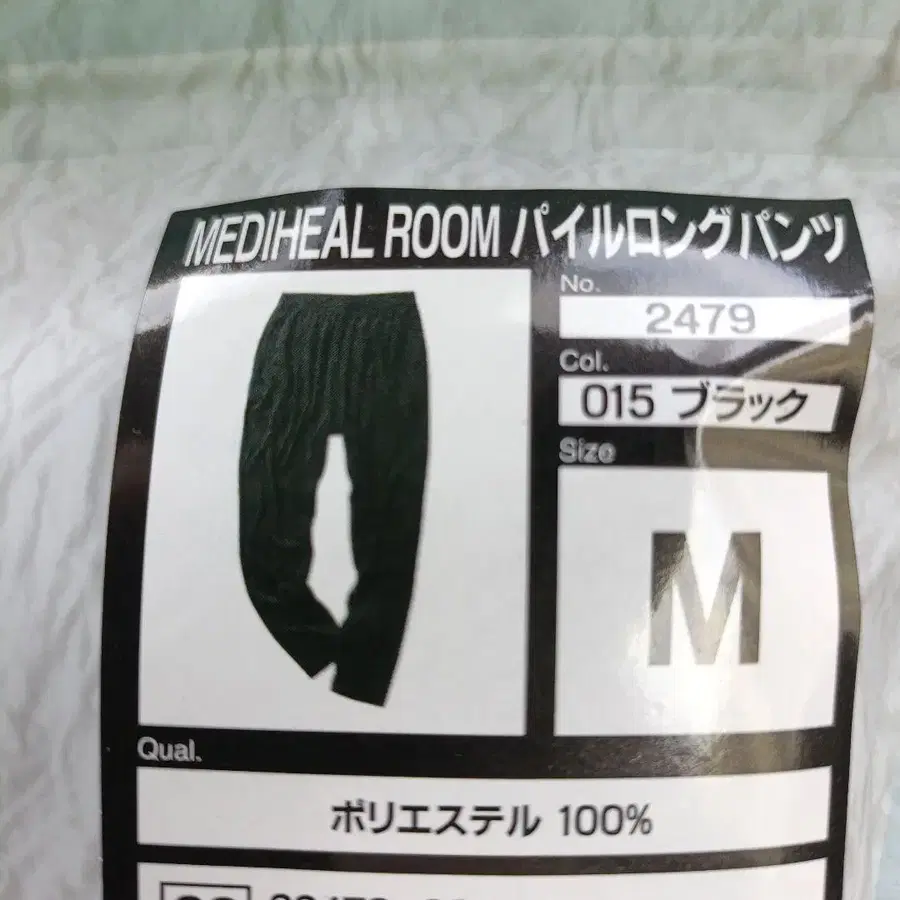 MEDIHEAL ROOM パイルロングパンツ
No.
2479
Col.
015 ブラック
Size
M
Qual.
ポリエステル 100%